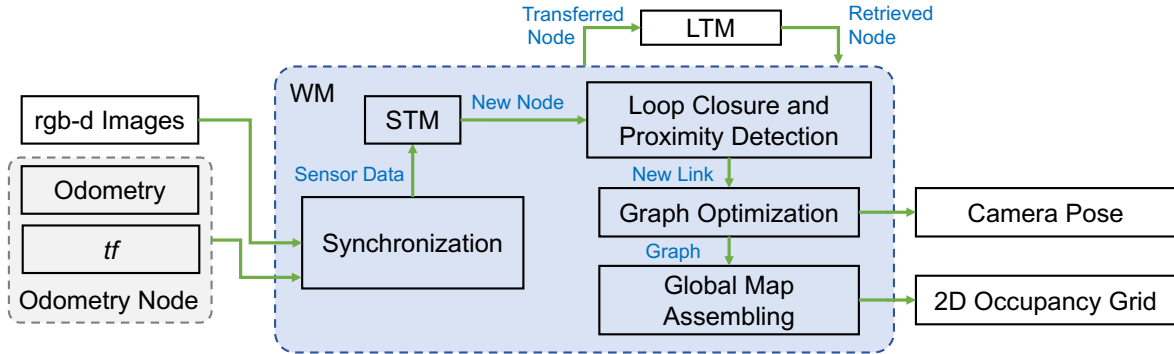 Transferred
Node
LTM
Retrieved
Node
WM
rgb-d Images
STM
New Node
Loop Closure and
Proximity Detection
Odometry
tf
Odometry Node
Sensor Data
Synchronization
New Link
Graph Optimization
Camera Pose
Graph
Global Map
Assembling
2D Occupancy Grid